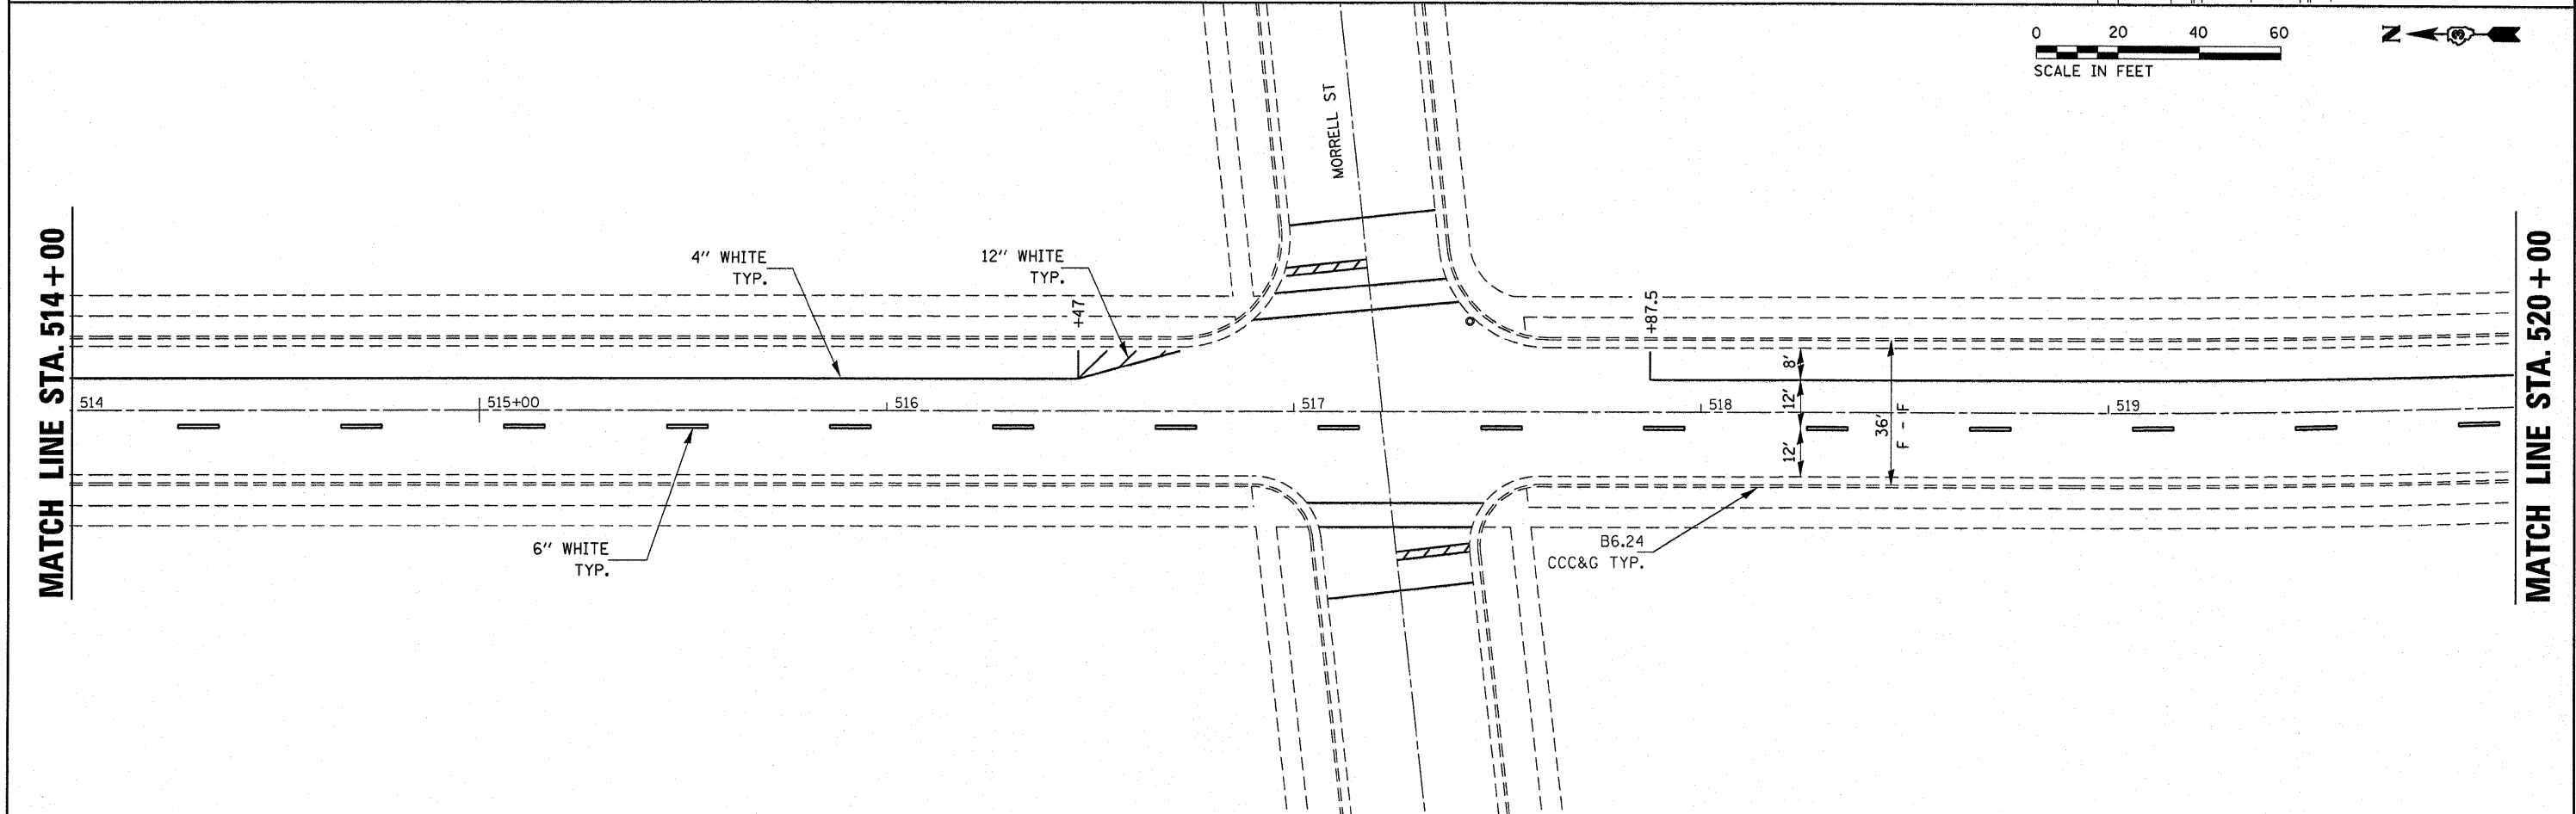 0 20 40 60
SCALE IN FEET
N
3
MORRELL ST
MATCH LINE STA. 514+00
4" WHITE
TYP.
12" WHITE
TYP.
+47
+87.5
MATCH LINE STA. 520+00
8'
12'
12'
36'
F - F
514
515+00
516
517
518
519
6" WHITE
TYP.
B6.24
CCC&G TYP.